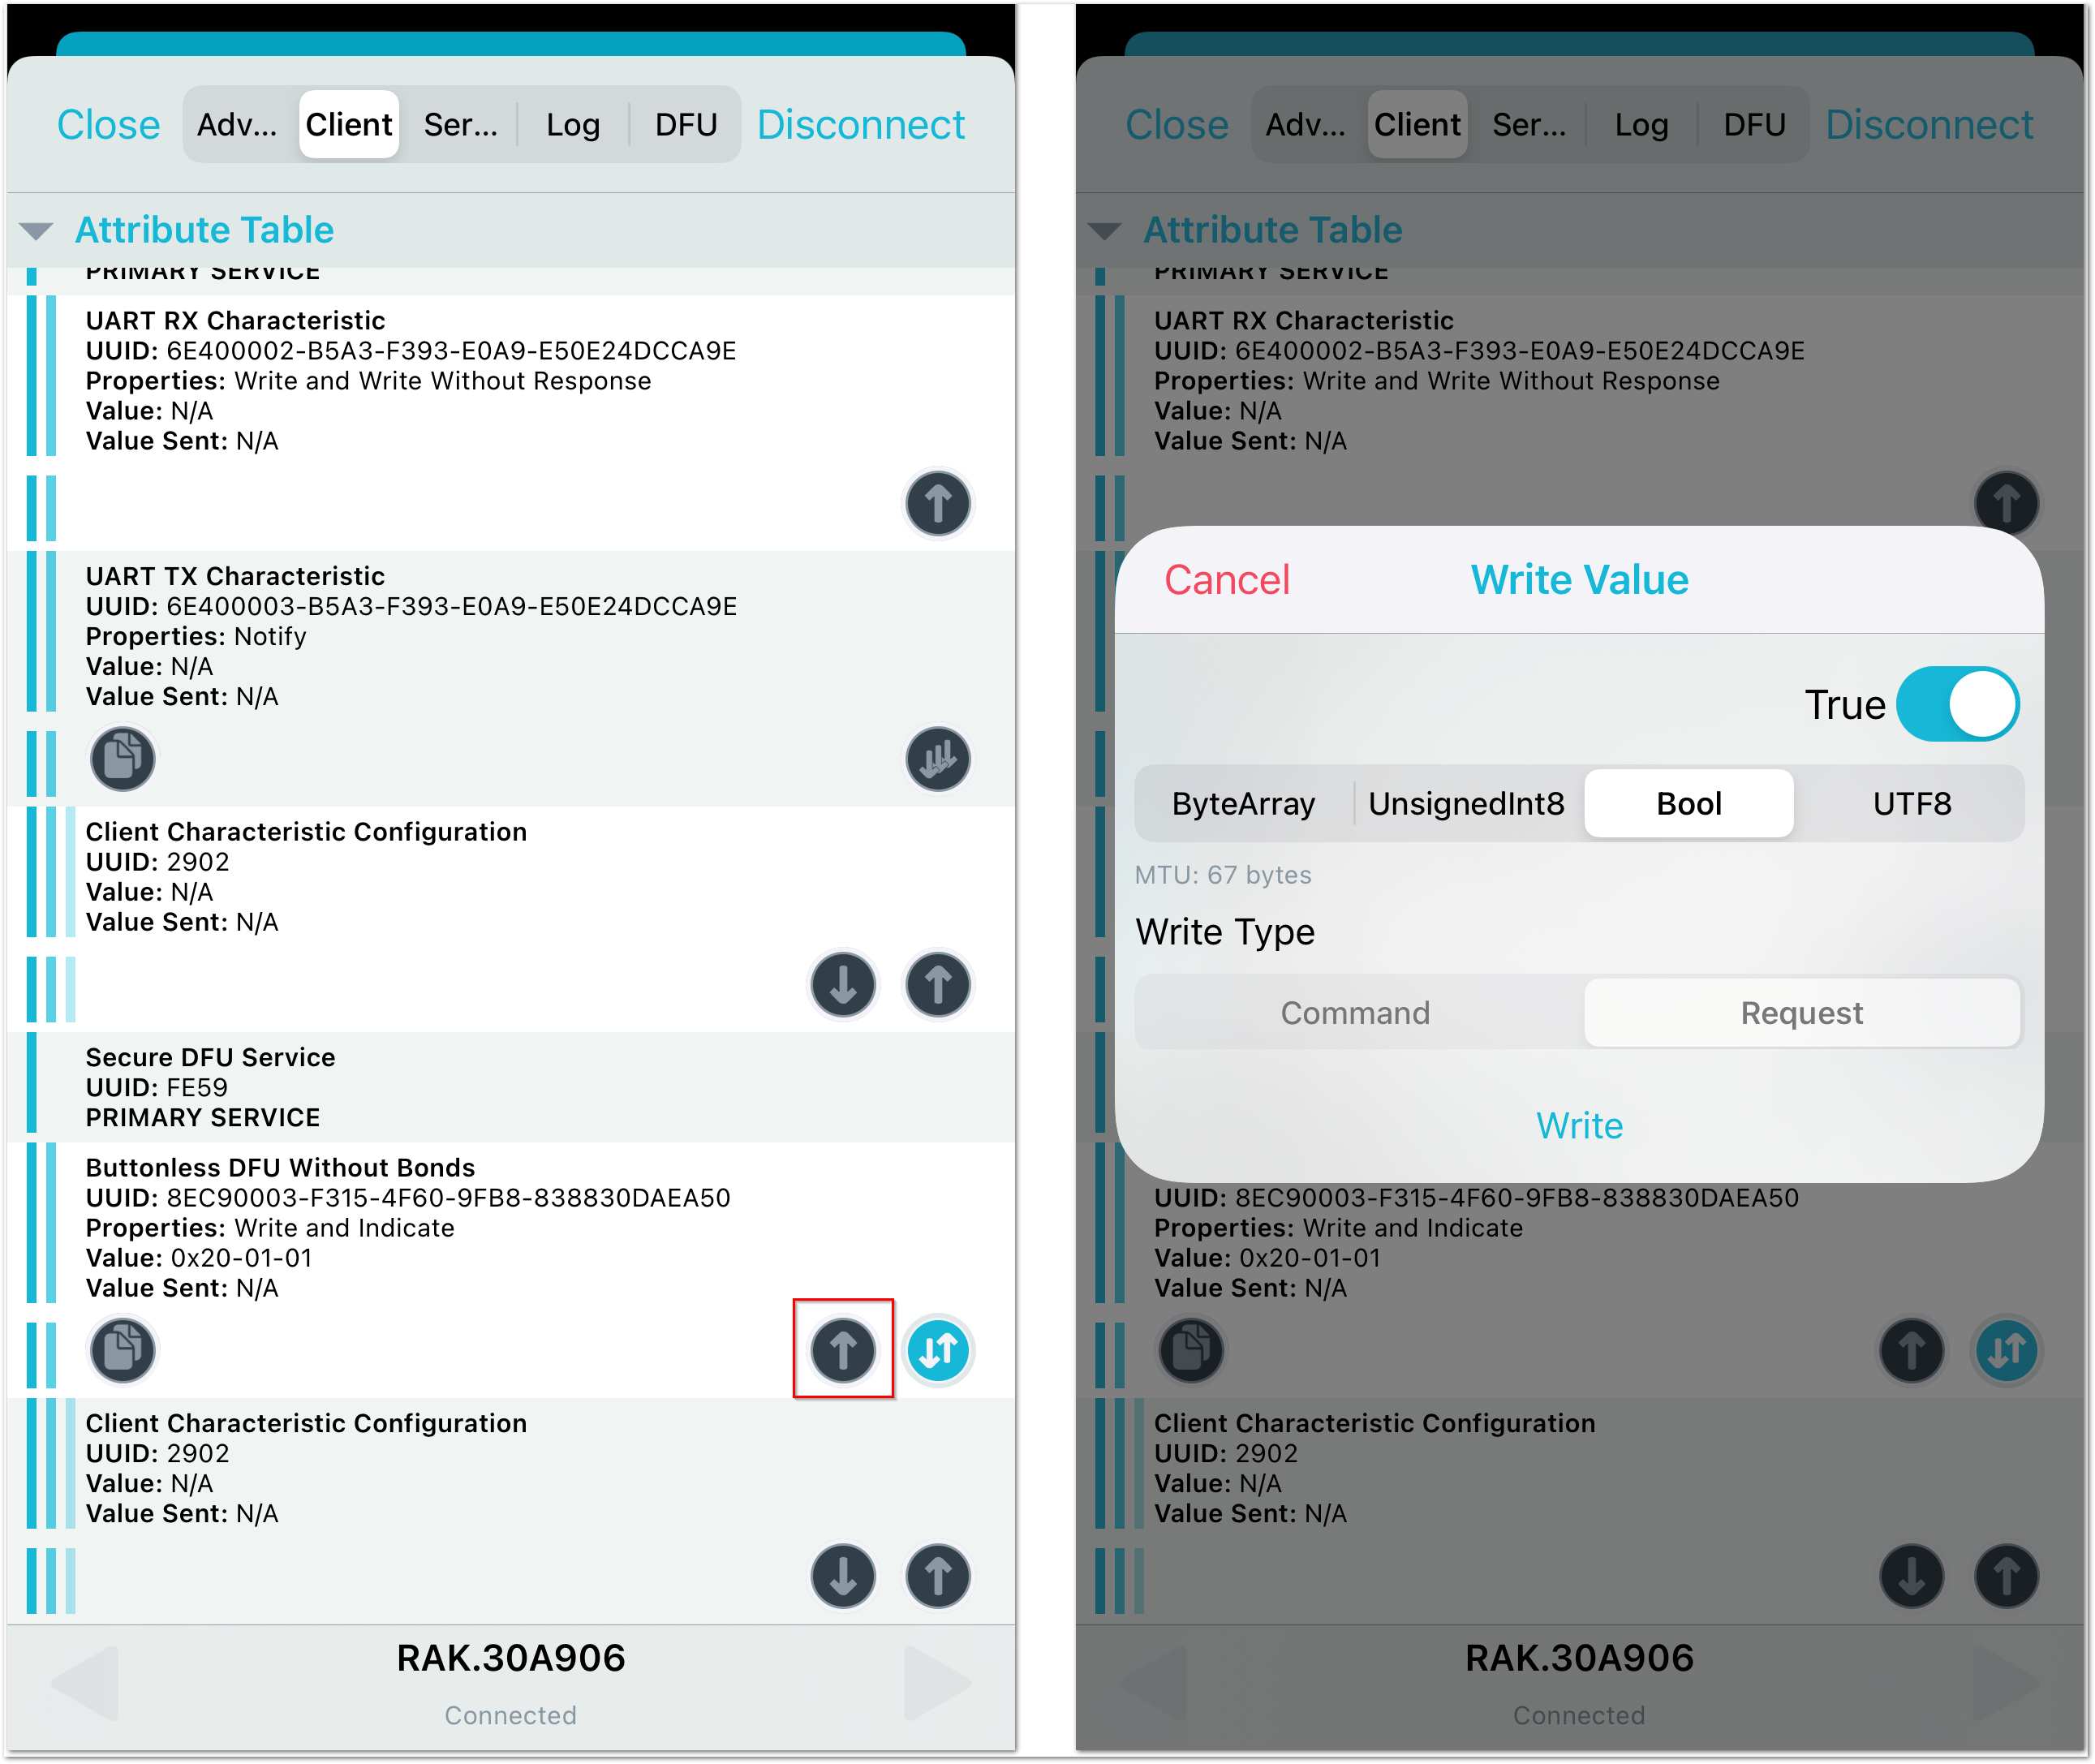 Close Adv... Client Ser... Log DFU Disconnect
Attribute Table
PRIMARY SERVICE
UART RX Characteristic
UUID: 6E400002-B5A3-F393-E0A9-E50E24DCCA9E
Properties: Write and Write Without Response
Value: N/A
Value Sent: N/A
UART TX Characteristic
UUID: 6E400003-B5A3-F393-E0A9-E50E24DCCA9E
Properties: Notify
Value: N/A
Value Sent: N/A
Client Characteristic Configuration
UUID: 2902
Value: N/A
Value Sent: N/A
Secure DFU Service
UUID: FE59
PRIMARY SERVICE
Buttonless DFU Without Bonds
UUID: 8EC90003-F315-4F60-9FB8-838830DAEA50
Properties: Write and Indicate
Value: 0x20-01-01
Value Sent: N/A
Client Characteristic Configuration
UUID: 2902
Value: N/A
Value Sent: N/A
RAK.30A906
Connected
Close Adv... Client Ser... Log DFU Disconnect
Attribute Table
PRIMARY SERVICE
UART RX Characteristic
UUID: 6E400002-B5A3-F393-E0A9-E50E24DCCA9E
Properties: Write and Write Without Response
Value: N/A
Value Sent: N/A
Cancel Write Value
True
ByteArray UnsignedInt8 Bool UTF8
MTU: 67 bytes
Write Type
Command Request
Write
UUID: 8EC90003-F315-4F60-9FB8-838830DAEA50
Properties: Write and Indicate
Value: 0x20-01-01
Value Sent: N/A
Client Characteristic Configuration
UUID: 2902
Value: N/A
Value Sent: N/A
RAK.30A906
Connected